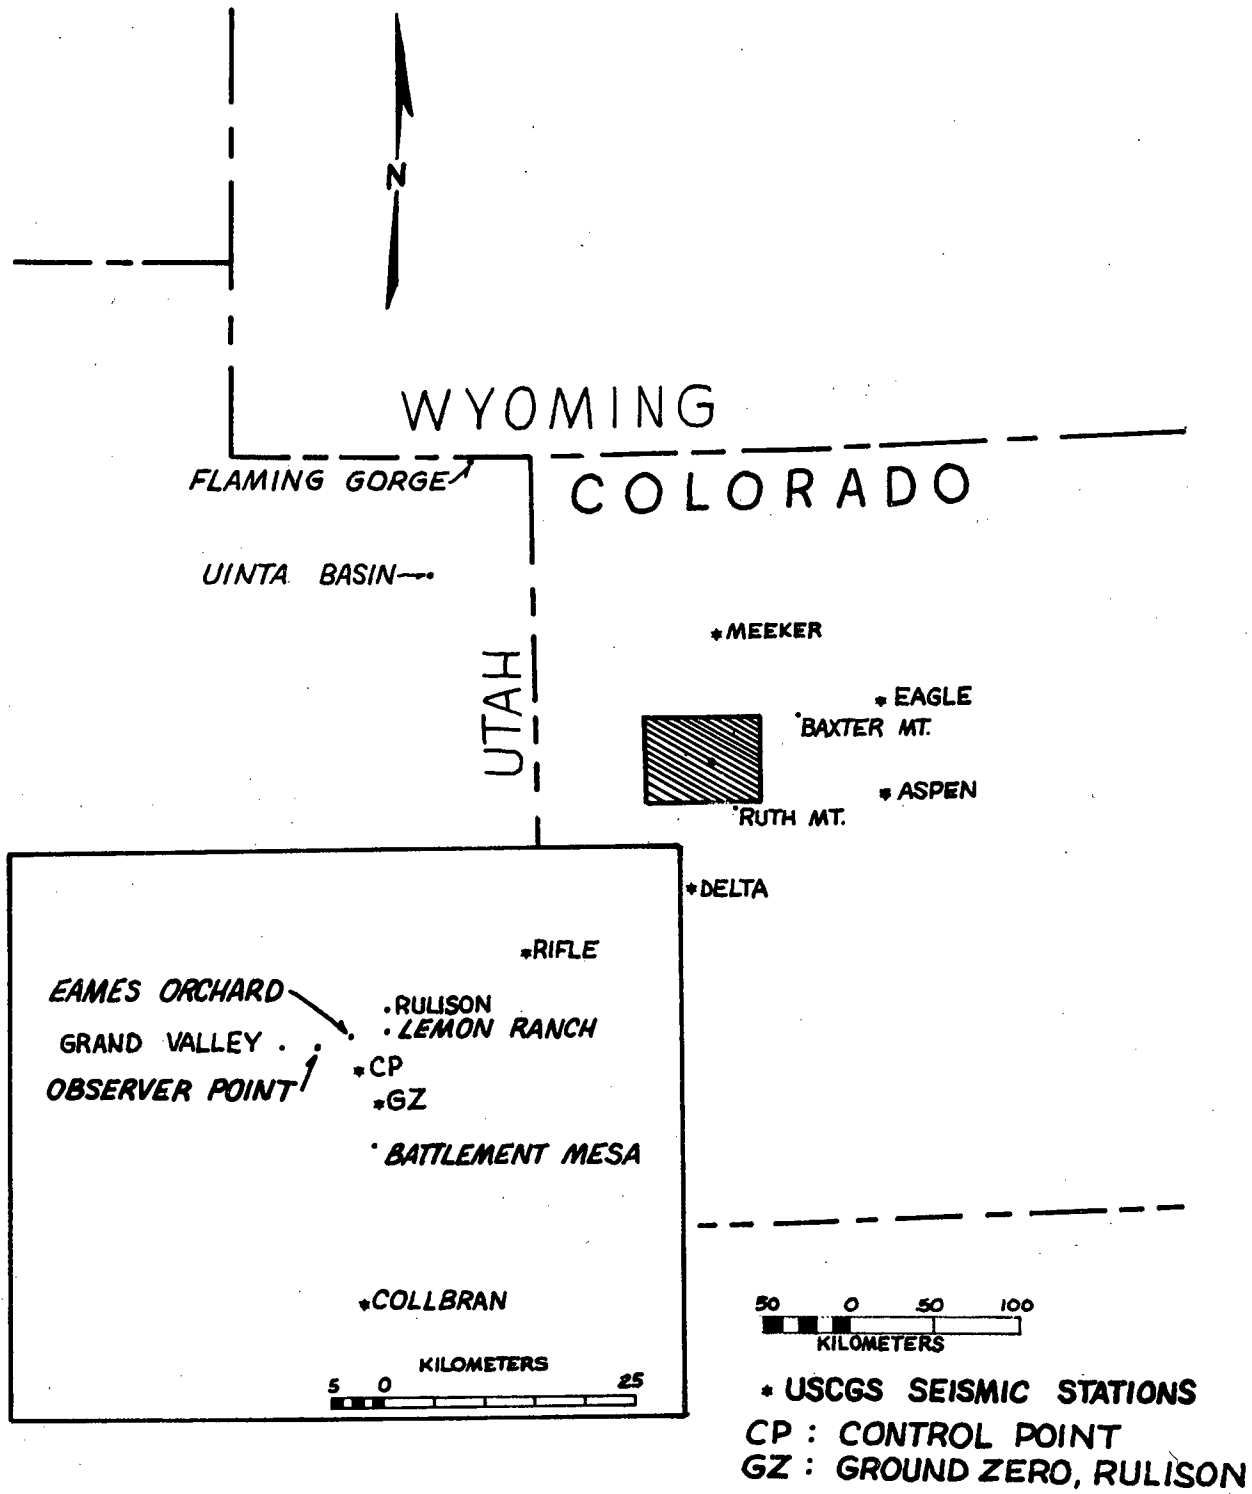 N
WYOMING
FLAMING GORGE
COLORADO
UINTA BASIN
*MEEKER
UTAH
*EAGLE
BAXTER MT.
*ASPEN
RUTH MT.
*DELTA
*RIFLE
EAMES ORCHARD
.RULISON
.LEMON RANCH
GRAND VALLEY .
*CP
OBSERVER POINT
*GZ
BATTLEMENT MESA
*COLLBRAN
50 0 50 100
KILOMETERS
KILOMETERS
5 0 25
* USCGS SEISMIC STATIONS
CP : CONTROL POINT
GZ : GROUND ZERO, RULISON